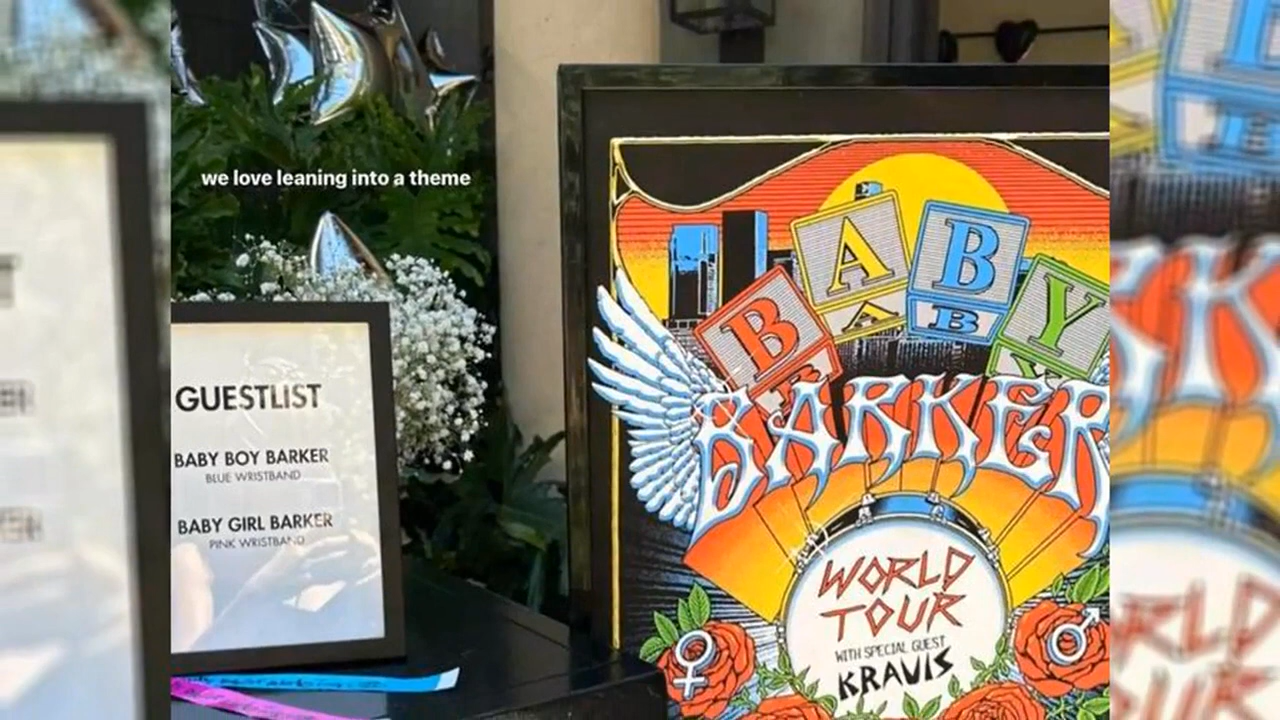 we love leaning into a theme
GUESTLIST
BABY BOY BARKER
BLUE WRISTBAND
BABY GIRL BARKER
PINK WRISTBAND
BABY
BARKER
WORLD
TOUR
WITH SPECIAL GUEST
KRAVIS